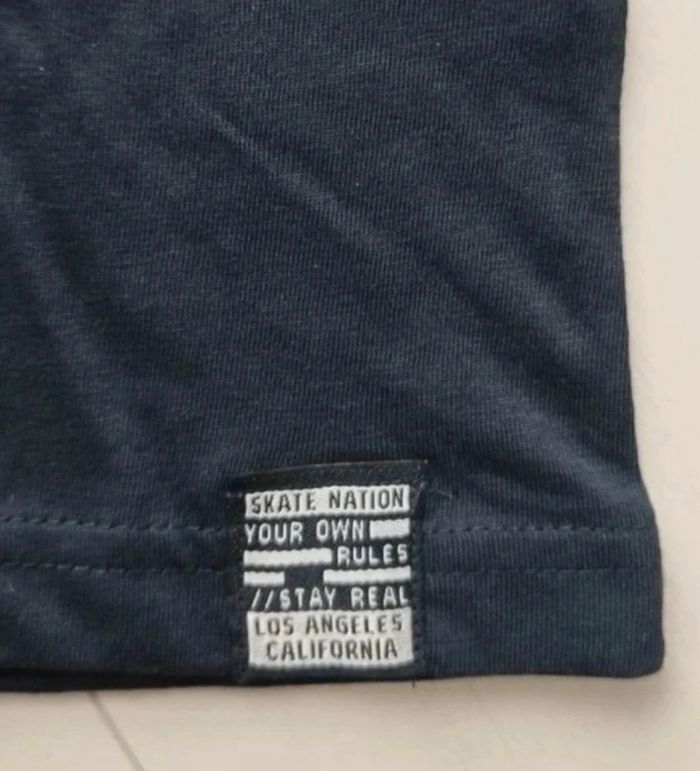 SKATE NATION
YOUR OWN
RULES
//STAY REAL
LOS ANGELES
CALIFORNIA